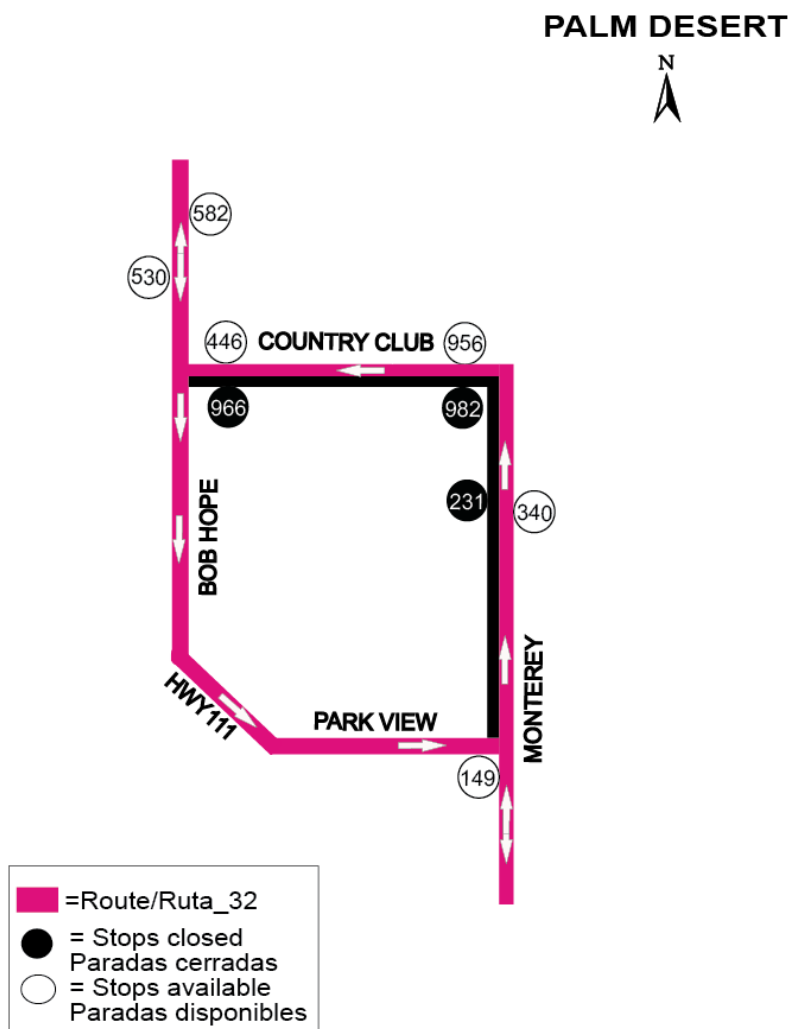 PALM DESERT
N
582
530
446
COUNTRY CLUB
956
966
982
231
340
BOB HOPE
MONTEREY
HWY111
PARK VIEW
149
=Route/Ruta_32
= Stops closed
Paradas cerradas
= Stops available
Paradas disponibles